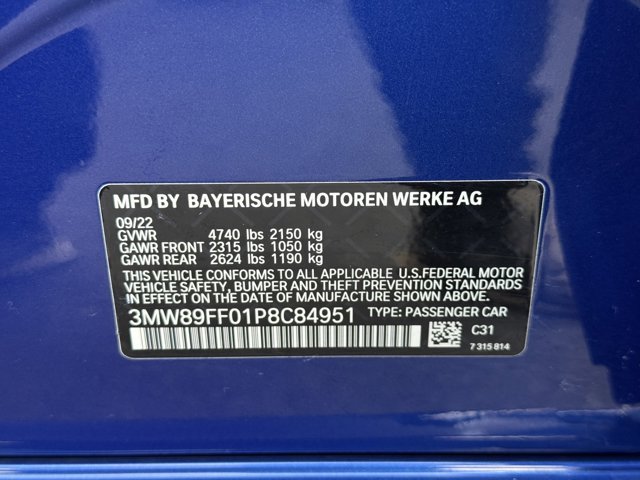 MFD BY BAYERISCHE MOTOREN WERKE AG
09/22
GVWR 4740 lbs 2150 kg
GAWR FRONT 2315 lbs 1050 kg
GAWR REAR 2624 lbs 1190 kg
THIS VEHICLE CONFORMS TO ALL APPLICABLE U.S.FEDERAL MOTOR
VEHICLE SAFETY, BUMPER AND THEFT PREVENTION STANDARDS
IN EFFECT ON THE DATE OF MANUFACTURE SHOWN ABOVE.
3MW89FF01P8C84951 TYPE: PASSENGER CAR
C31
7 315 814